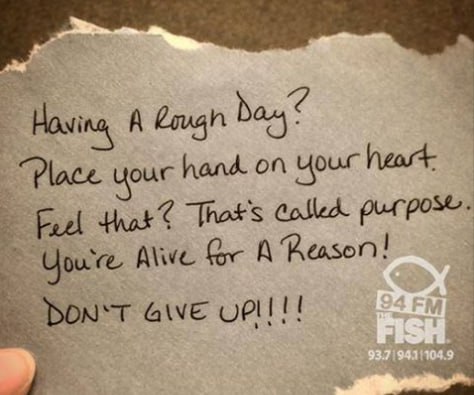 Having A Rough Day?
Place your hand on your heart.
Feel that? That's called purpose.
You're Alive for A Reason!
DON'T GIVE UP!!!!
94 FM
THE
FISH
93.7|94.1|104.9